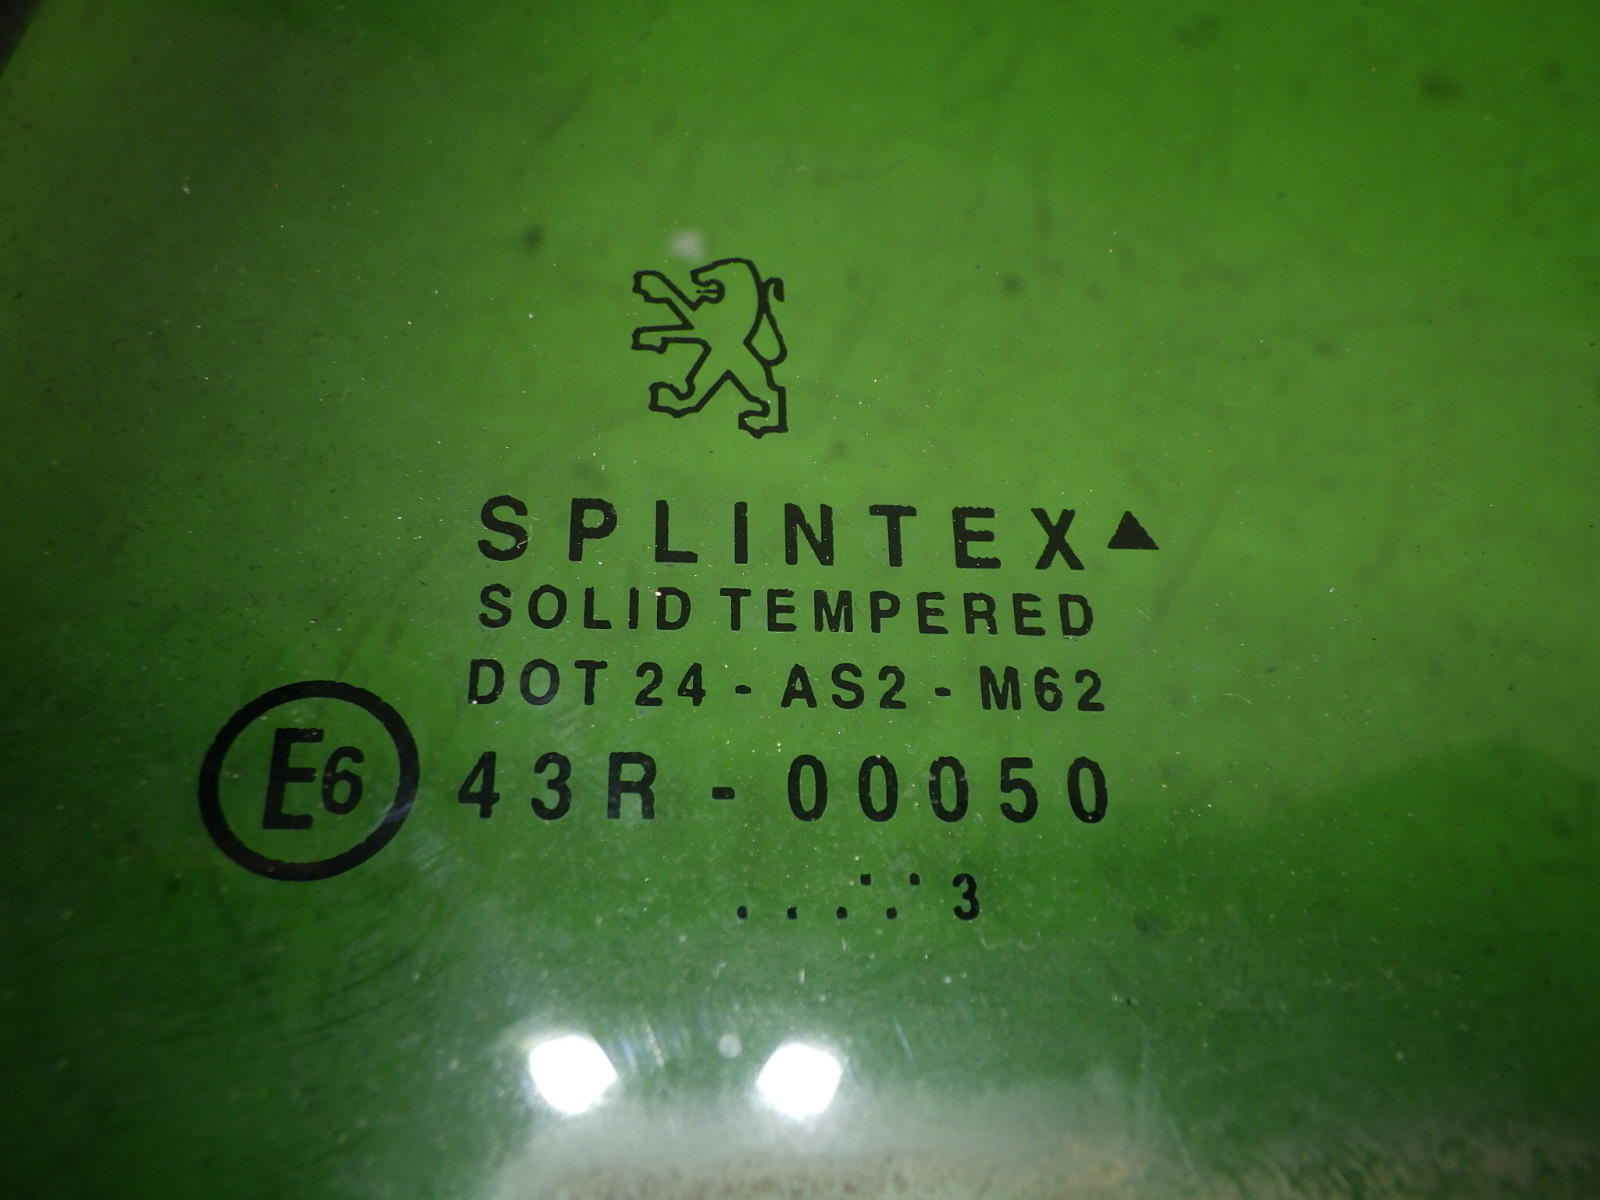 SPLINTEX▲
SOLID TEMPERED
DOT 24 - AS2 - M62
E6 43R - 00050
....:˙ 3